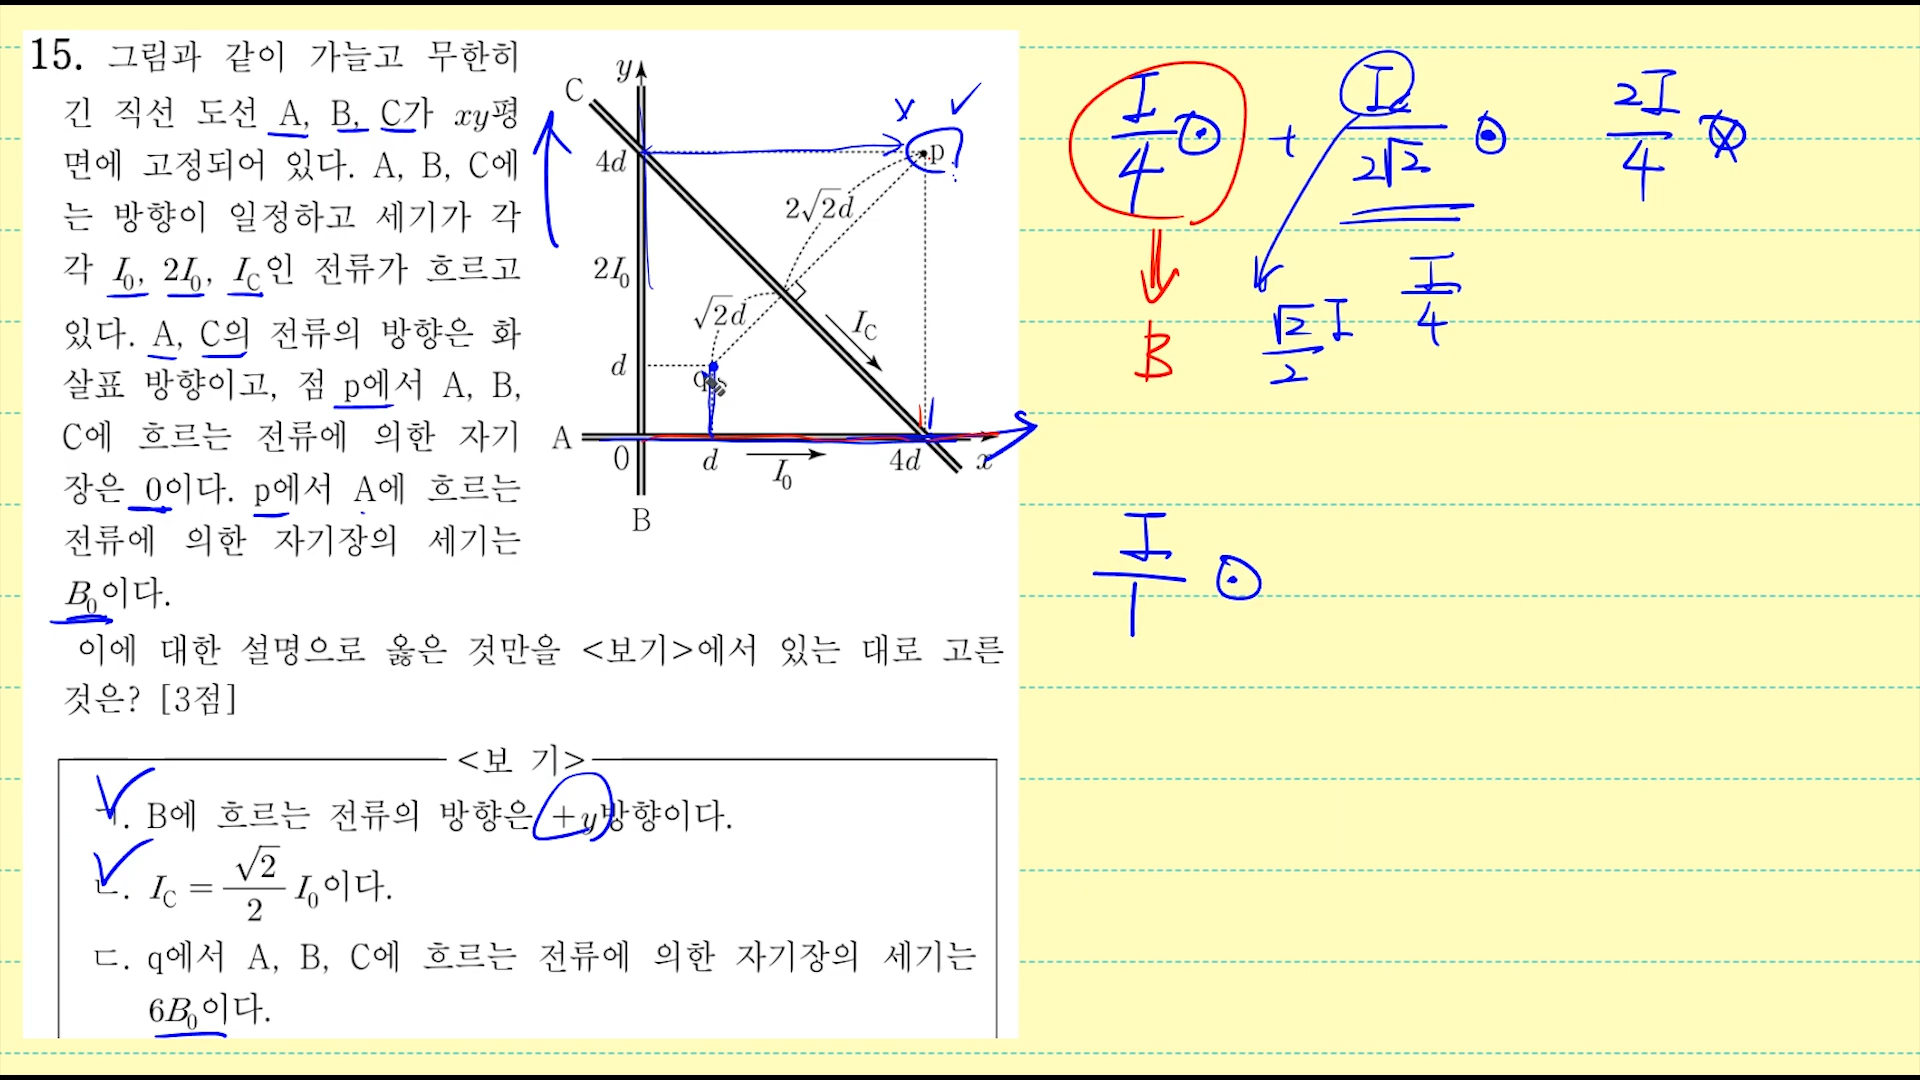 15. 그림과 같이 가늘고 무한히
긴 직선 도선 A, B, C가 xy평
면에 고정되어 있다. A, B, C에
는 방향이 일정하고 세기가 각
각 I₀, 2I₀, I_C인 전류가 흐르고
있다. A, C의 전류의 방향은 화
살표 방향이고, 점 p에서 A, B,
C에 흐르는 전류에 의한 자기
장은 0이다. p에서 A에 흐르는
전류에 의한 자기장의 세기는
B₀이다.
이에 대한 설명으로 옳은 것만을 <보기>에서 있는 대로 고른
것은? [3점]
<보 기>
ㄱ. B에 흐르는 전류의 방향은 +y방향이다.
ㄴ. I_C = √2/2 I₀이다.
ㄷ. q에서 A, B, C에 흐르는 전류에 의한 자기장의 세기는
6B₀이다.
y
C
4d
p
2√2d
2I₀
√2d
I_C
d
q
A
0
d
I₀
4d
x
B
I/4 ⊙ + I_C/2√2 ⊙ 2I/4 ⊗
B
√2/2 I
I/4
I/1 ⊙